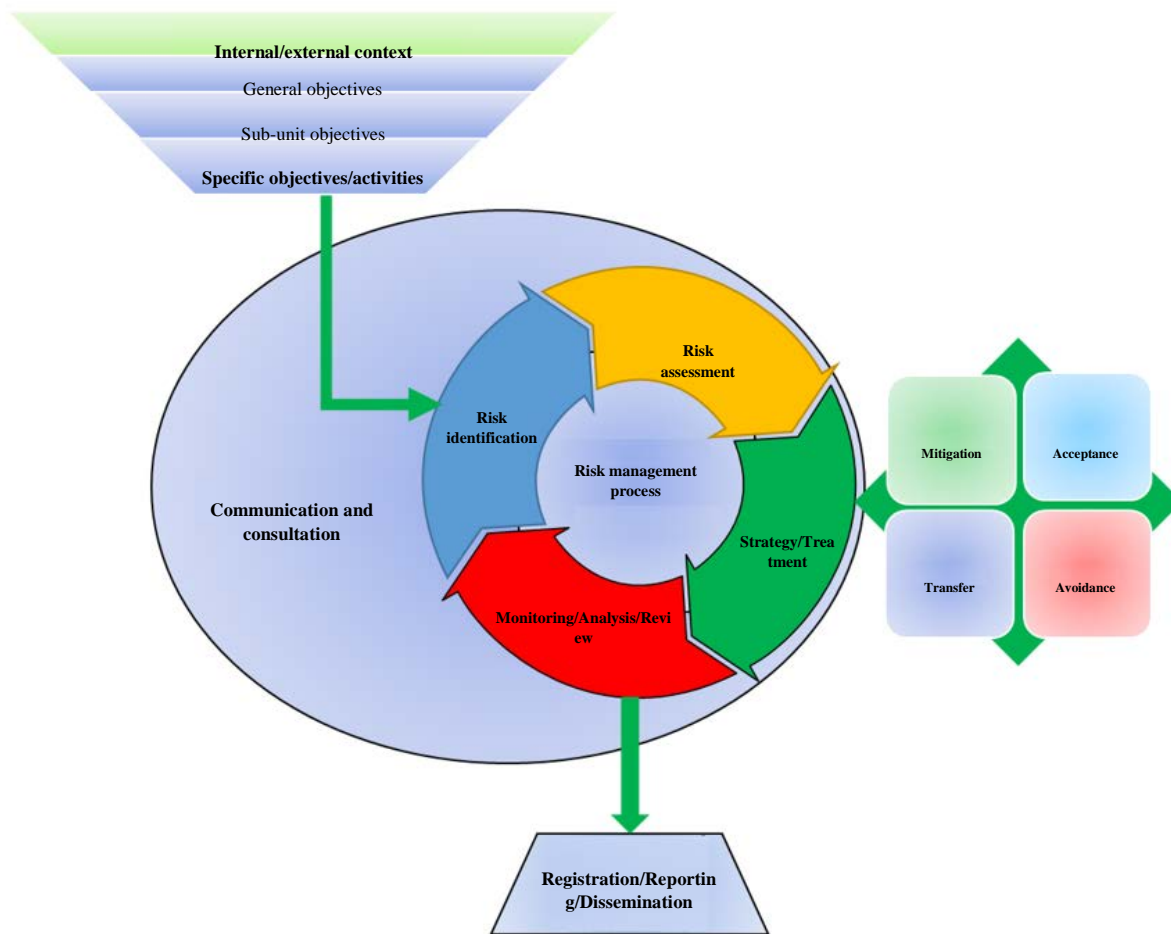 Internal/external context
General objectives
Sub-unit objectives
Specific objectives/activities
Risk
assessment
Risk
identification
Risk management
process
Mitigation
Acceptance
Communication and
consultation
Strategy/Trea
tment
Transfer
Avoidance
Monitoring/Analysis/Revi
ew
Registration/Reportin
g/Dissemination